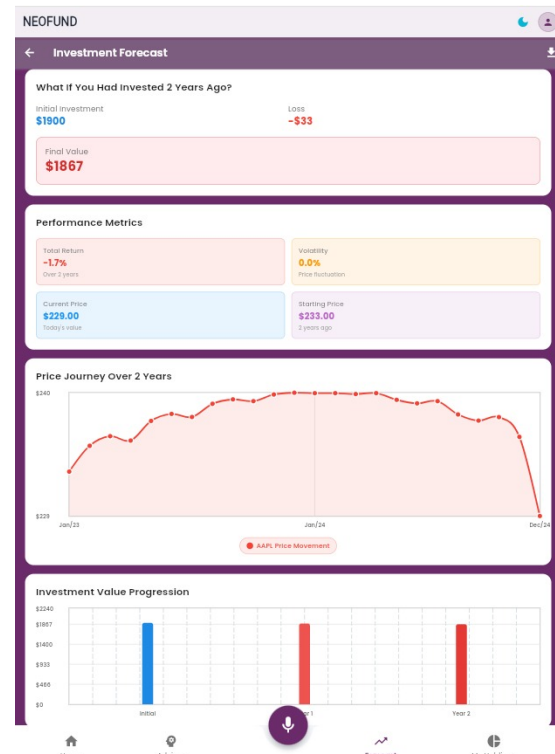 NEOFUND
Investment Forecast
What If You Had Invested 2 Years Ago?
Initial Investment
$1900
Loss
-$33
Final Value
$1867
Performance Metrics
Total Return
-1.7%
Over 2 years
Volatility
0.0%
Price fluctuation
Current Price
$229.00
Today's value
Starting Price
$233.00
2 years ago
Price Journey Over 2 Years
$240
$229
Jan/23
Jan/24
Dec/24
AAPL Price Movement
Investment Value Progression
$2240
$1867
$1400
$933
$466
$0
Initial
1
Year 2